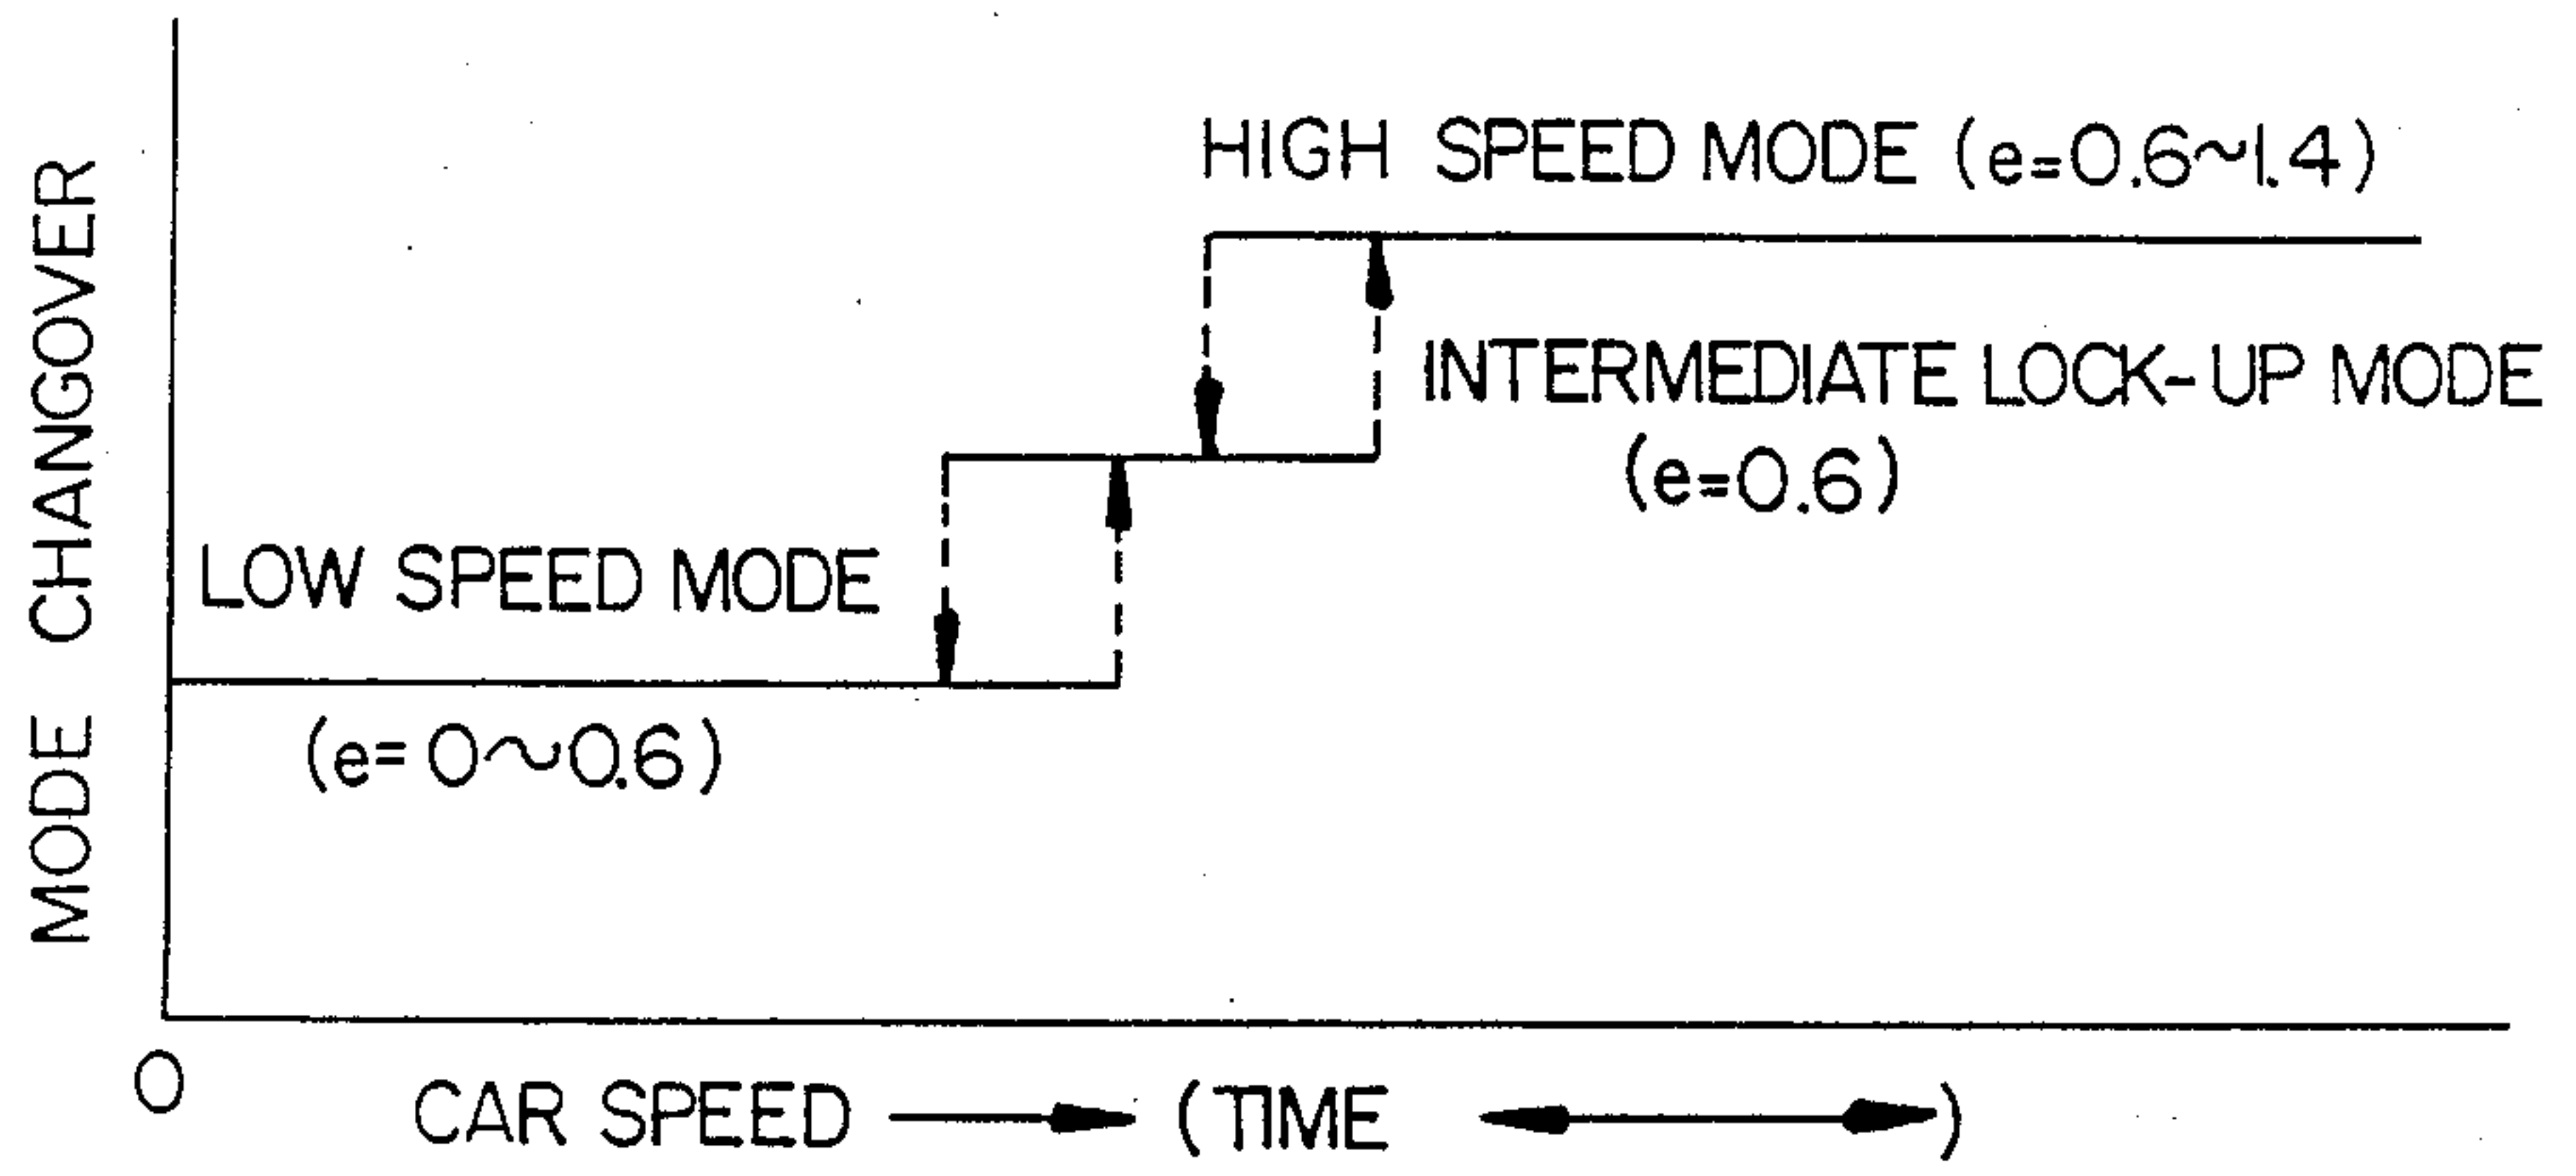 MODE CHANGOVER
HIGH SPEED MODE (e=0.6~1.4)
INTERMEDIATE LOCK-UP MODE
(e=0.6)
LOW SPEED MODE
(e=0~0.6)
0
CAR SPEED (TIME )